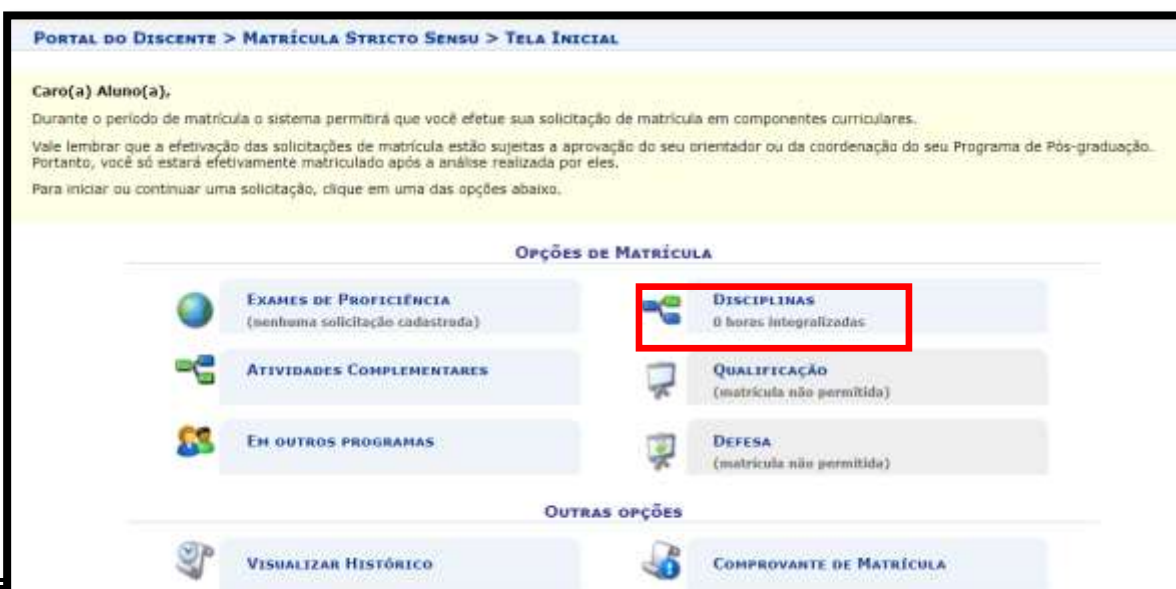 PORTAL DO DISCENTE > MATRÍCULA STRICTO SENSU > TELA INICIAL
Caro(a) Aluno(a),
Durante o período de matrícula o sistema permitirá que você efetue sua solicitação de matrícula em componentes curriculares.
Vale lembrar que a efetivação das solicitações de matrícula estão sujeitas a aprovação do seu orientador ou da coordenação do seu Programa de Pós-graduação.
Portanto, você só estará efetivamente matriculado após a análise realizada por eles.
Para iniciar ou continuar uma solicitação, clique em uma das opções abaixo.
OPÇÕES DE MATRÍCULA
EXAMES DE PROFICIÊNCIA
(nenhuma solicitação cadastrada)
DISCIPLINAS
0 horas integralizadas
ATIVIDADES COMPLEMENTARES
QUALIFICAÇÃO
(matrícula não permitida)
EM OUTROS PROGRAMAS
DEFESA
(matrícula não permitida)
OUTRAS OPÇÕES
VISUALIZAR HISTÓRICO
COMPROVANTE DE MATRÍCULA